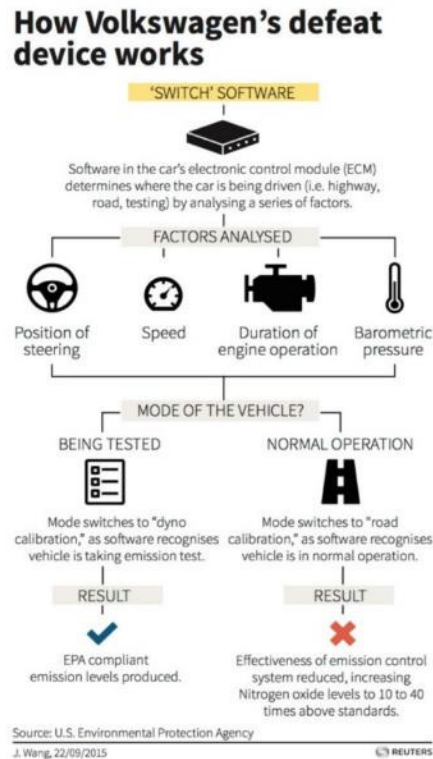 How Volkswagen's defeat
device works
'SWITCH' SOFTWARE
Software in the car's electronic control module (ECM)
determines where the car is being driven (i.e. highway,
road, testing) by analysing a series of factors.
FACTORS ANALYSED
Position of
steering
Speed
Duration of
engine operation
Barometric
pressure
MODE OF THE VEHICLE?
BEING TESTED
Mode switches to “dyno
calibration,” as software recognises
vehicle is taking emission test.
RESULT
EPA compliant
emission levels produced.
NORMAL OPERATION
Mode switches to “road
calibration,” as software recognises
vehicle is in normal operation.
RESULT
Effectiveness of emission control
system reduced, increasing
Nitrogen oxide levels to 10 to 40
times above standards.
Source: U.S. Environmental Protection Agency
J. Wang, 22/09/2015
REUTERS